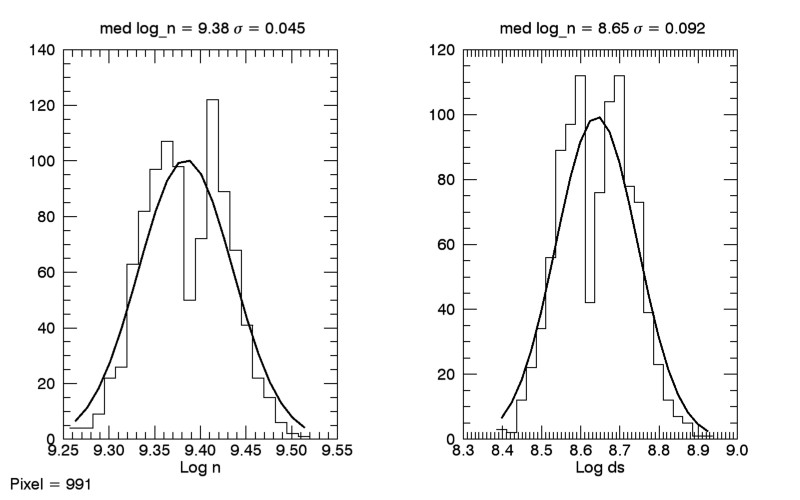 med log_n = 9.38 σ = 0.045
140
120
100
80
60
40
20
0
9.25 9.30 9.35 9.40 9.45 9.50 9.55
Log n
med log_n = 8.65 σ = 0.092
120
100
80
60
40
20
0
8.3 8.4 8.5 8.6 8.7 8.8 8.9 9.0
Log ds
Pixel = 991